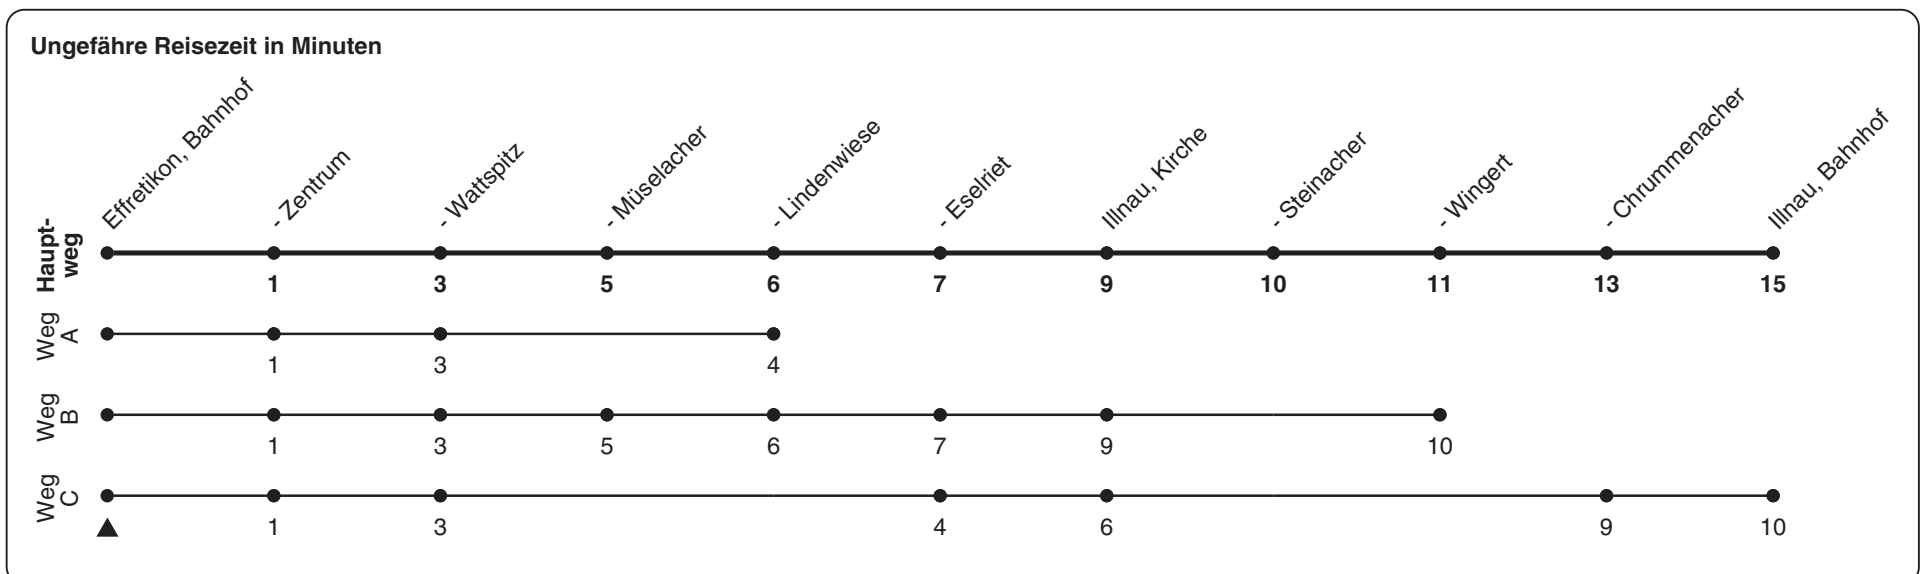 Ungefähre Reisezeit in Minuten
Effretikon, Bahnhof
- Zentrum
- Wattspitz
- Müselacher
- Lindenwiese
- Eselriet
Illnau, Kirche
- Steinacher
- Wingert
- Chrummenacher
Illnau, Bahnhof
Haupt-
weg
1 3 5 6 7 9 10 11 13 15
Weg
A
1 3 4
Weg
B
1 3 5 6 7 9 10
Weg
C
1 3 4 6 9 10